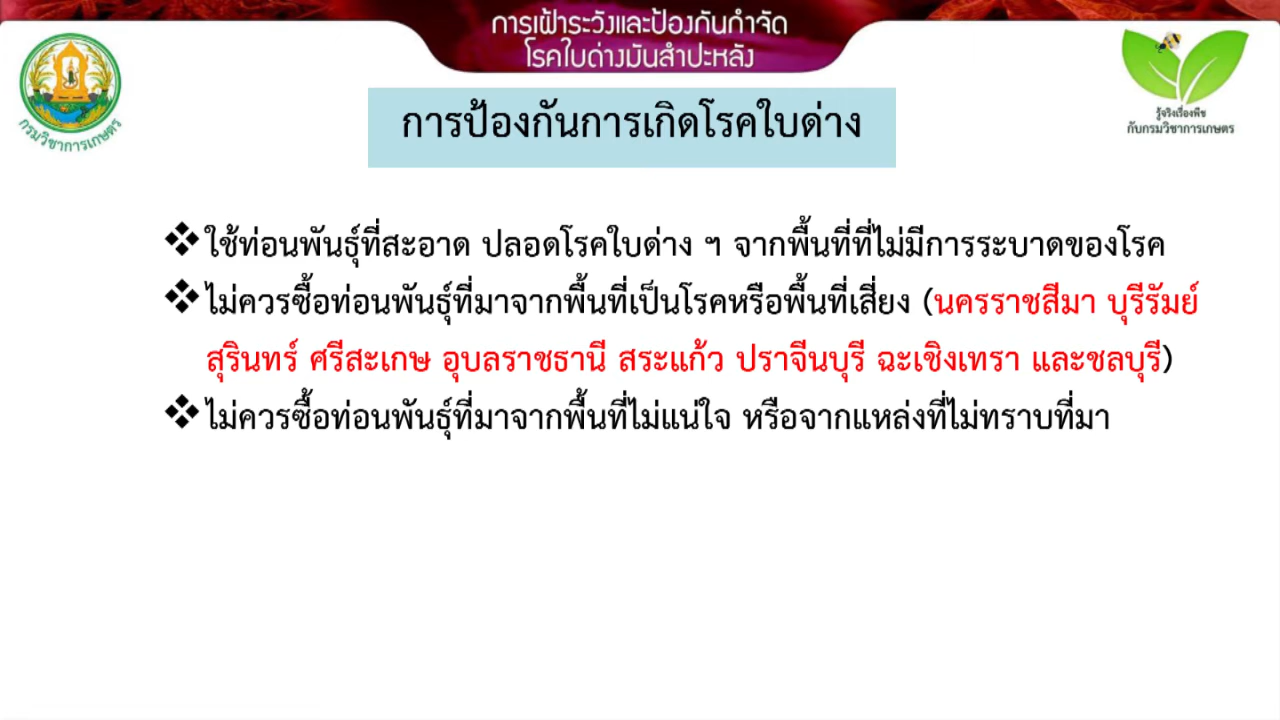 การเฝ้าระวังและป้องกันกำจัด
โรคใบด่างมันสำปะหลัง
กรมวิชาการเกษตร
รู้จริงเรื่องพืช
กับกรมวิชาการเกษตร
การป้องกันการเกิดโรคใบด่าง
❖ใช้ท่อนพันธุ์ที่สะอาด ปลอดโรคใบด่าง ฯ จากพื้นที่ที่ไม่มีการระบาดของโรค
❖ไม่ควรซื้อท่อนพันธุ์ที่มาจากพื้นที่เป็นโรคหรือพื้นที่เสี่ยง (นครราชสีมา บุรีรัมย์
สุรินทร์ ศรีสะเกษ อุบลราชธานี สระแก้ว ปราจีนบุรี ฉะเชิงเทรา และชลบุรี)
❖ไม่ควรซื้อท่อนพันธุ์ที่มาจากพื้นที่ไม่แน่ใจ หรือจากแหล่งที่ไม่ทราบที่มา